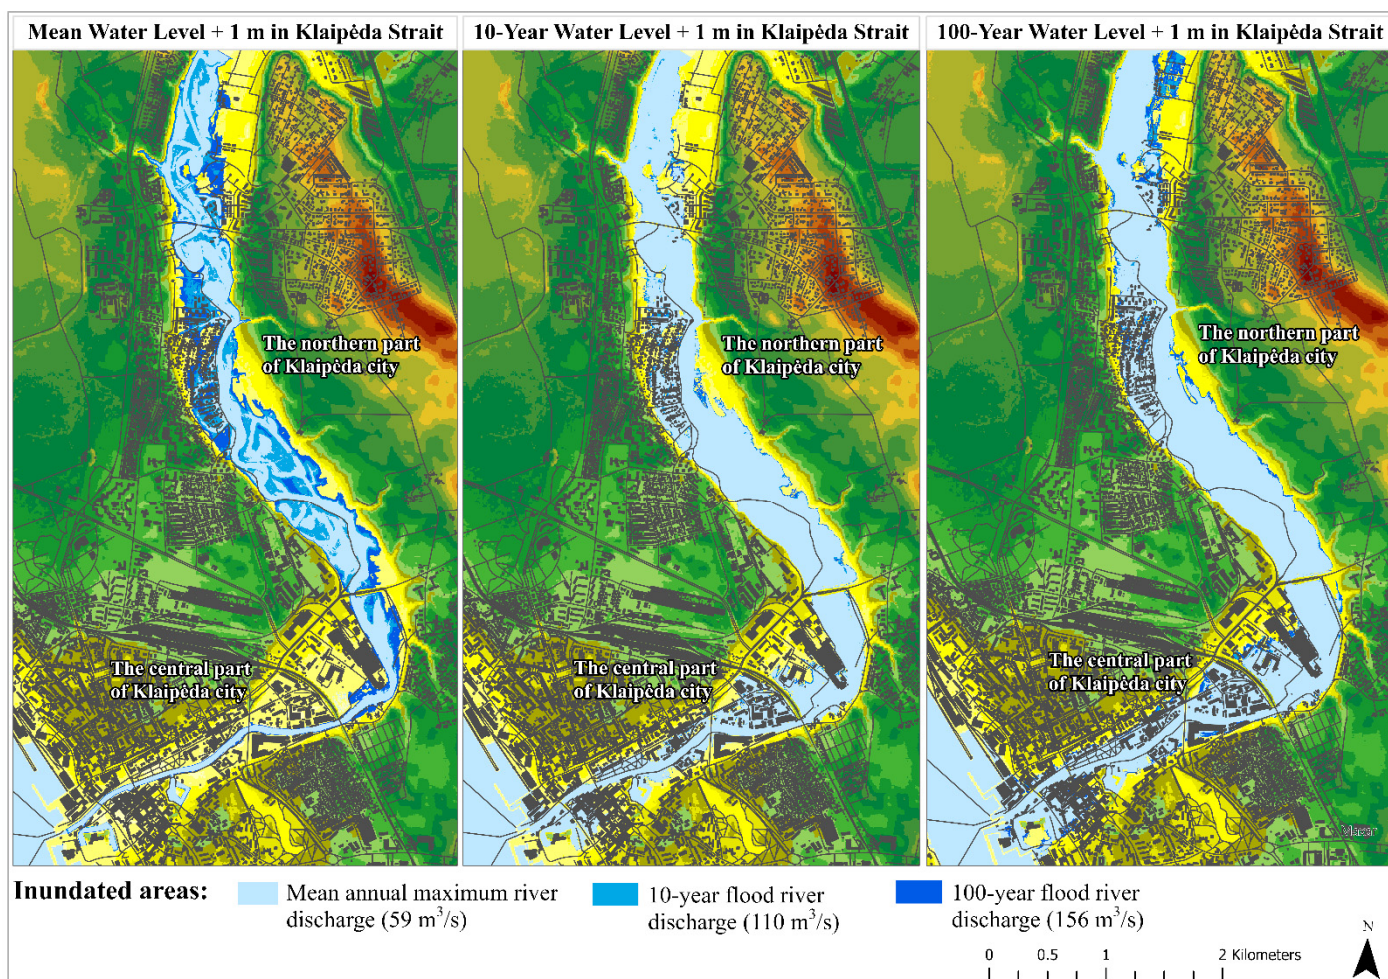 Mean Water Level + 1 m in Klaipėda Strait
10-Year Water Level + 1 m in Klaipėda Strait
100-Year Water Level + 1 m in Klaipėda Strait
The northern part
of Klaipėda city
The northern part
of Klaipėda city
The northern part
of Klaipėda city
The central part
of Klaipėda city
The central part
of Klaipėda city
The central part
of Klaipėda city
Inundated areas:
Mean annual maximum river
discharge (59 m³/s)
10-year flood river
discharge (110 m³/s)
100-year flood river
discharge (156 m³/s)
N
0 0.5 1 2 Kilometers